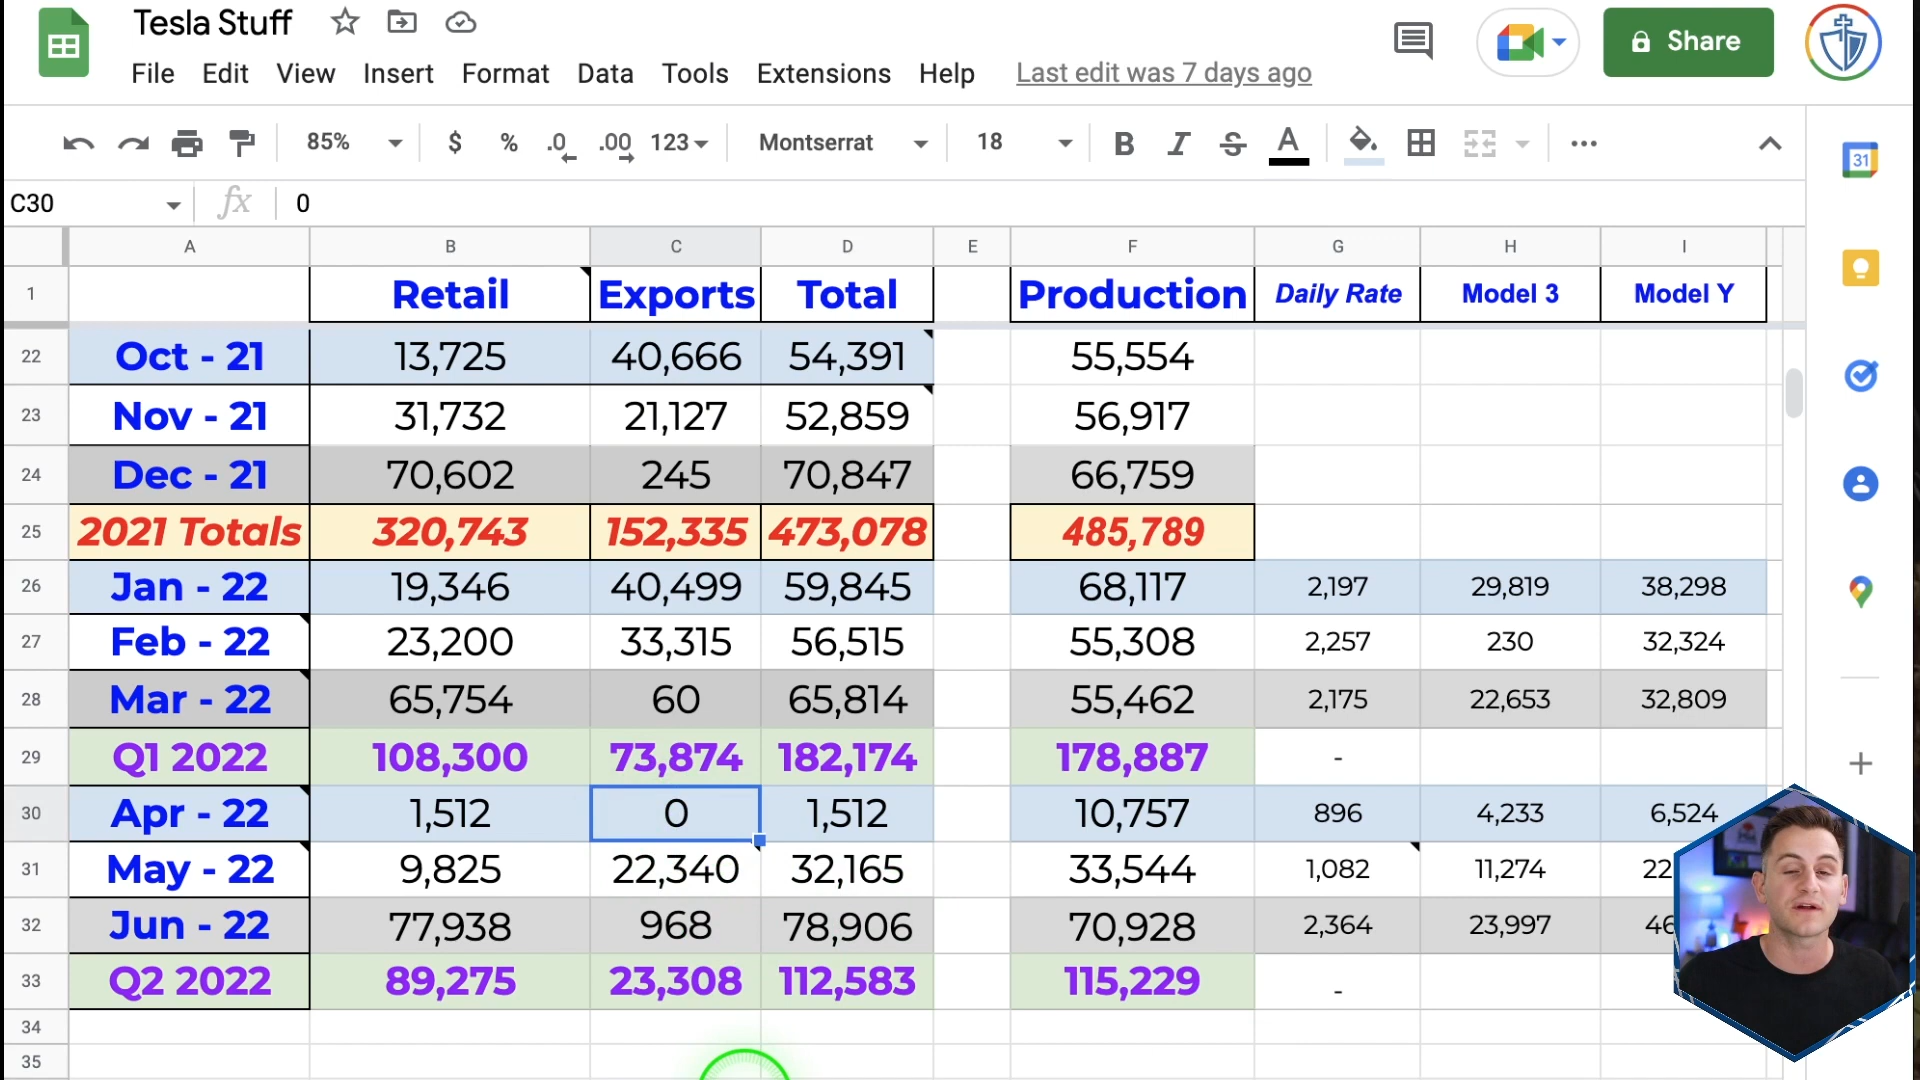 Tesla Stuff
File Edit View Insert Format Data Tools Extensions Help Last edit was 7 days ago
Share
85% $ % .0 .00 123 Montserrat 18 B I S A
31
C30 fx 0
A B C D E F G H I
1 Retail Exports Total Production Daily Rate Model 3 Model Y
22 Oct - 21 13,725 40,666 54,391 55,554
23 Nov - 21 31,732 21,127 52,859 56,917
24 Dec - 21 70,602 245 70,847 66,759
25 2021 Totals 320,743 152,335 473,078 485,789
26 Jan - 22 19,346 40,499 59,845 68,117 2,197 29,819 38,298
27 Feb - 22 23,200 33,315 56,515 55,308 2,257 230 32,324
28 Mar - 22 65,754 60 65,814 55,462 2,175 22,653 32,809
29 Q1 2022 108,300 73,874 182,174 178,887 -
30 Apr - 22 1,512 0 1,512 10,757 896 4,233 6,524
31 May - 22 9,825 22,340 32,165 33,544 1,082 11,274 22
32 Jun - 22 77,938 968 78,906 70,928 2,364 23,997 46
33 Q2 2022 89,275 23,308 112,583 115,229 -
34
35